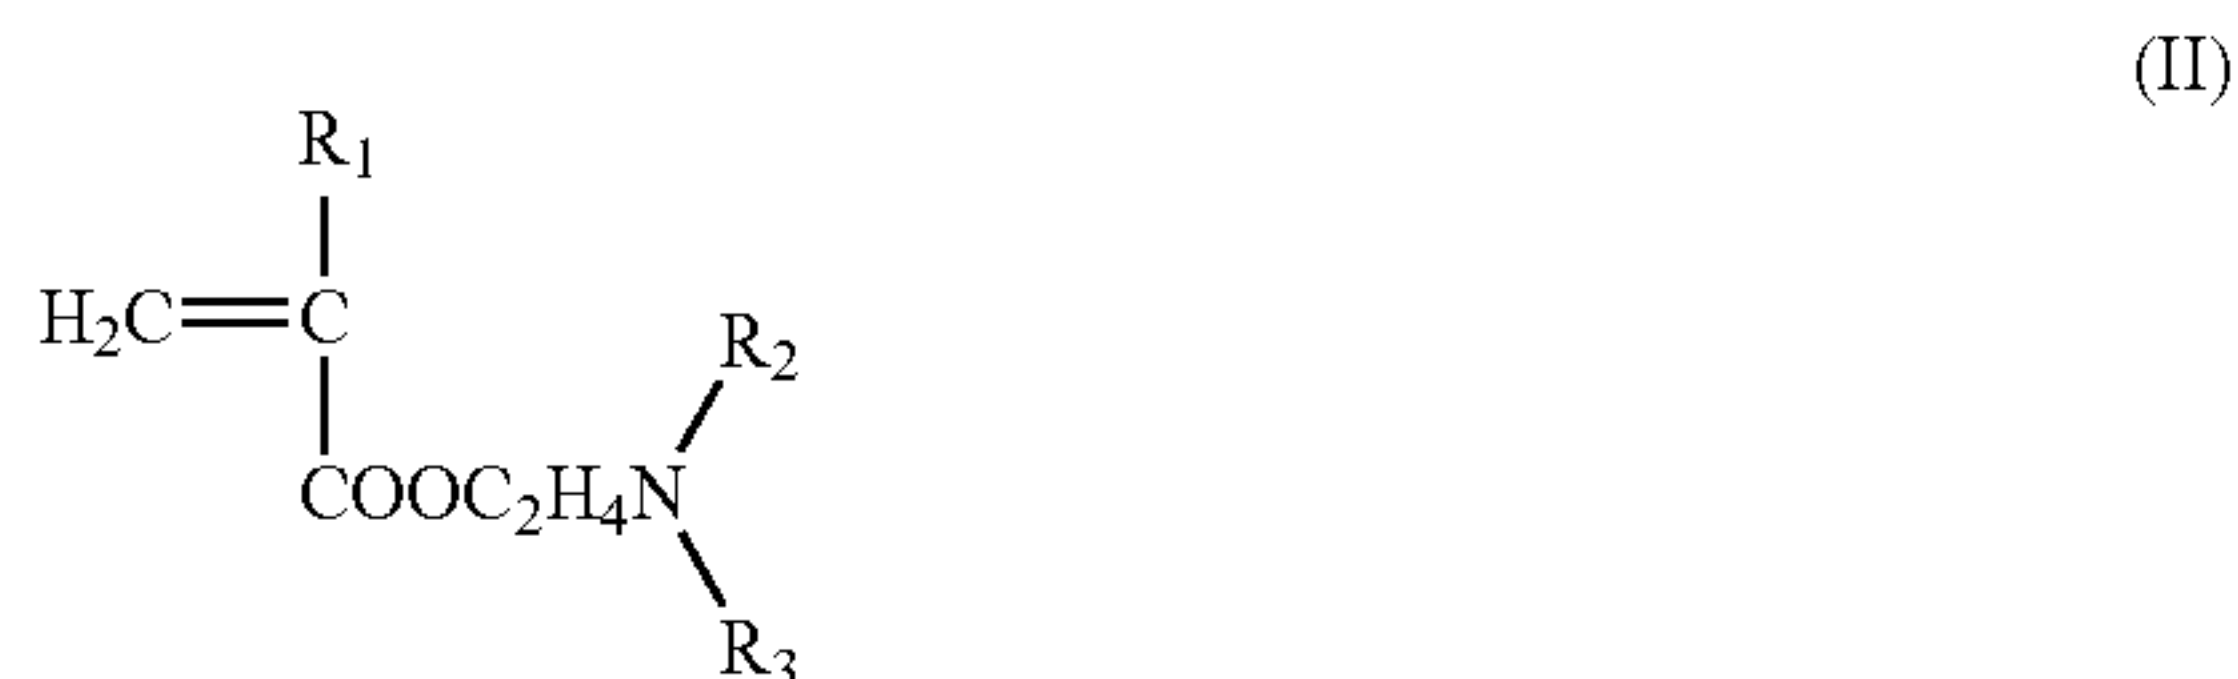 (II)
R₁
H₂C=C
R₂
COOC₂H₄N
R₃